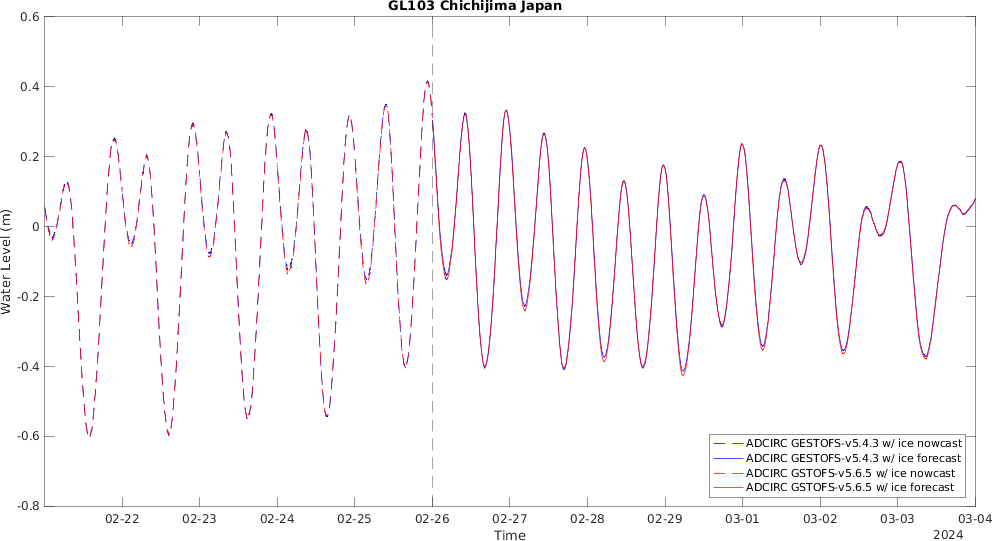 GL103 Chichijima Japan
0.6
0.4
0.2
0
-0.2
-0.4
-0.6
-0.8
Water Level (m)
ADCIRC GESTOFS-v5.4.3 w/ ice nowcast
ADCIRC GESTOFS-v5.4.3 w/ ice forecast
ADCIRC GSTOFS-v5.6.5 w/ ice nowcast
ADCIRC GSTOFS-v5.6.5 w/ ice forecast
02-22 02-23 02-24 02-25 02-26 02-27 02-28 02-29 03-01 03-02 03-03 03-04
Time
2024